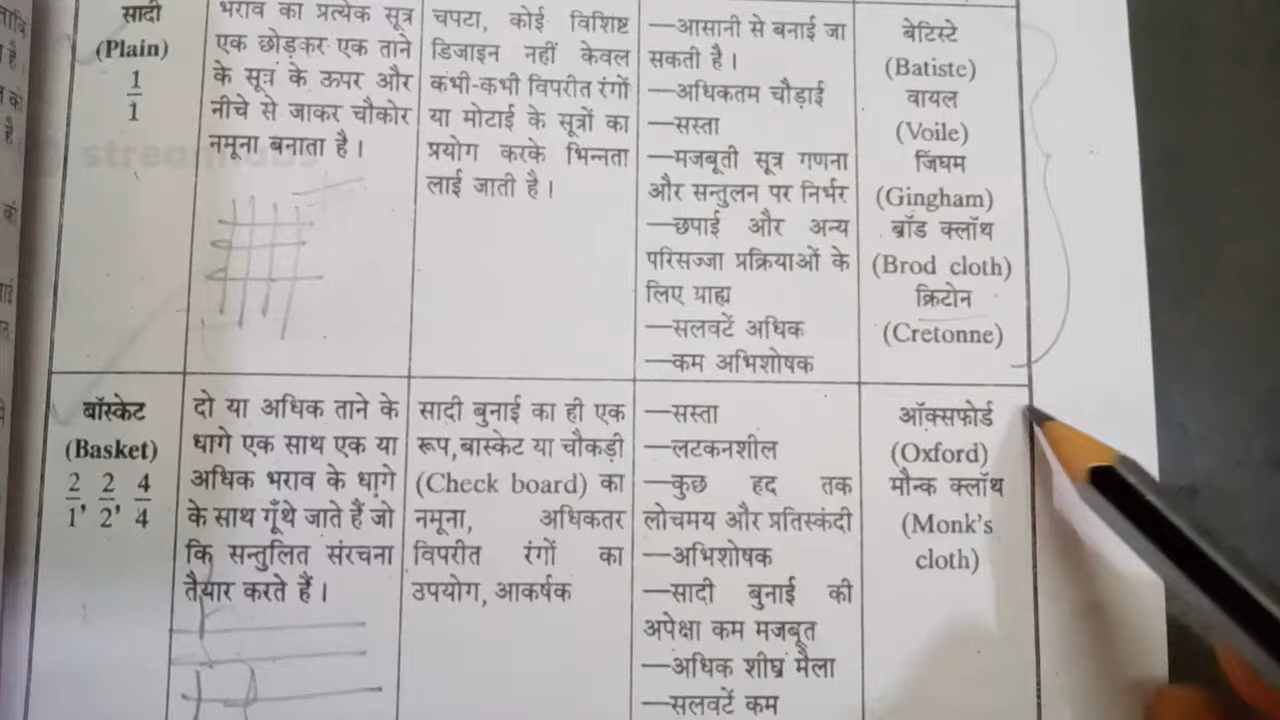 सादी
(Plain)
1
1
भराव का प्रत्येक सूत्र
एक छोड़कर एक ताने
के सूत्र के ऊपर और
नीचे से जाकर चौकोर
नमूना बनाता है।
चपटा, कोई विशिष्ट
डिजाइन नहीं केवल
कभी-कभी विपरीत रंगों
या मोटाई के सूत्रों का
प्रयोग करके भिन्नता
लाई जाती है।
—आसानी से बनाई जा
सकती है।
—अधिकतम चौड़ाई
—सस्ता
—मजबूती सूत्र गणना
और सन्तुलन पर निर्भर
—छपाई और अन्य
परिसज्जा प्रक्रियाओं के
लिए ग्राह्य
—सलवटें अधिक
—कम अभिशोषक
बेटिस्टे
(Batiste)
वायल
(Voile)
जिंघम
(Gingham)
ब्रॉड क्लॉथ
(Brod cloth)
क्रिटोन
(Cretonne)
बॉस्केट
(Basket)
2 2 4
1, 2, 4
दो या अधिक ताने के
धागे एक साथ एक या
अधिक भराव के धागे
के साथ गूँथे जाते हैं जो
कि सन्तुलित संरचना
तैयार करते हैं।
सादी बुनाई का ही एक
रूप, बास्केट या चौकड़ी
(Check board) का
नमूना, अधिकतर
विपरीत रंगों का
उपयोग, आकर्षक
—सस्ता
—लटकनशील
—कुछ हद तक
लोचमय और प्रतिस्कंदी
—अभिशोषक
—सादी बुनाई की
अपेक्षा कम मजबूत
—अधिक शीघ्र मैला
—सलवटें कम
ऑक्सफोर्ड
(Oxford)
मौन्क क्लॉथ
(Monk's
cloth)